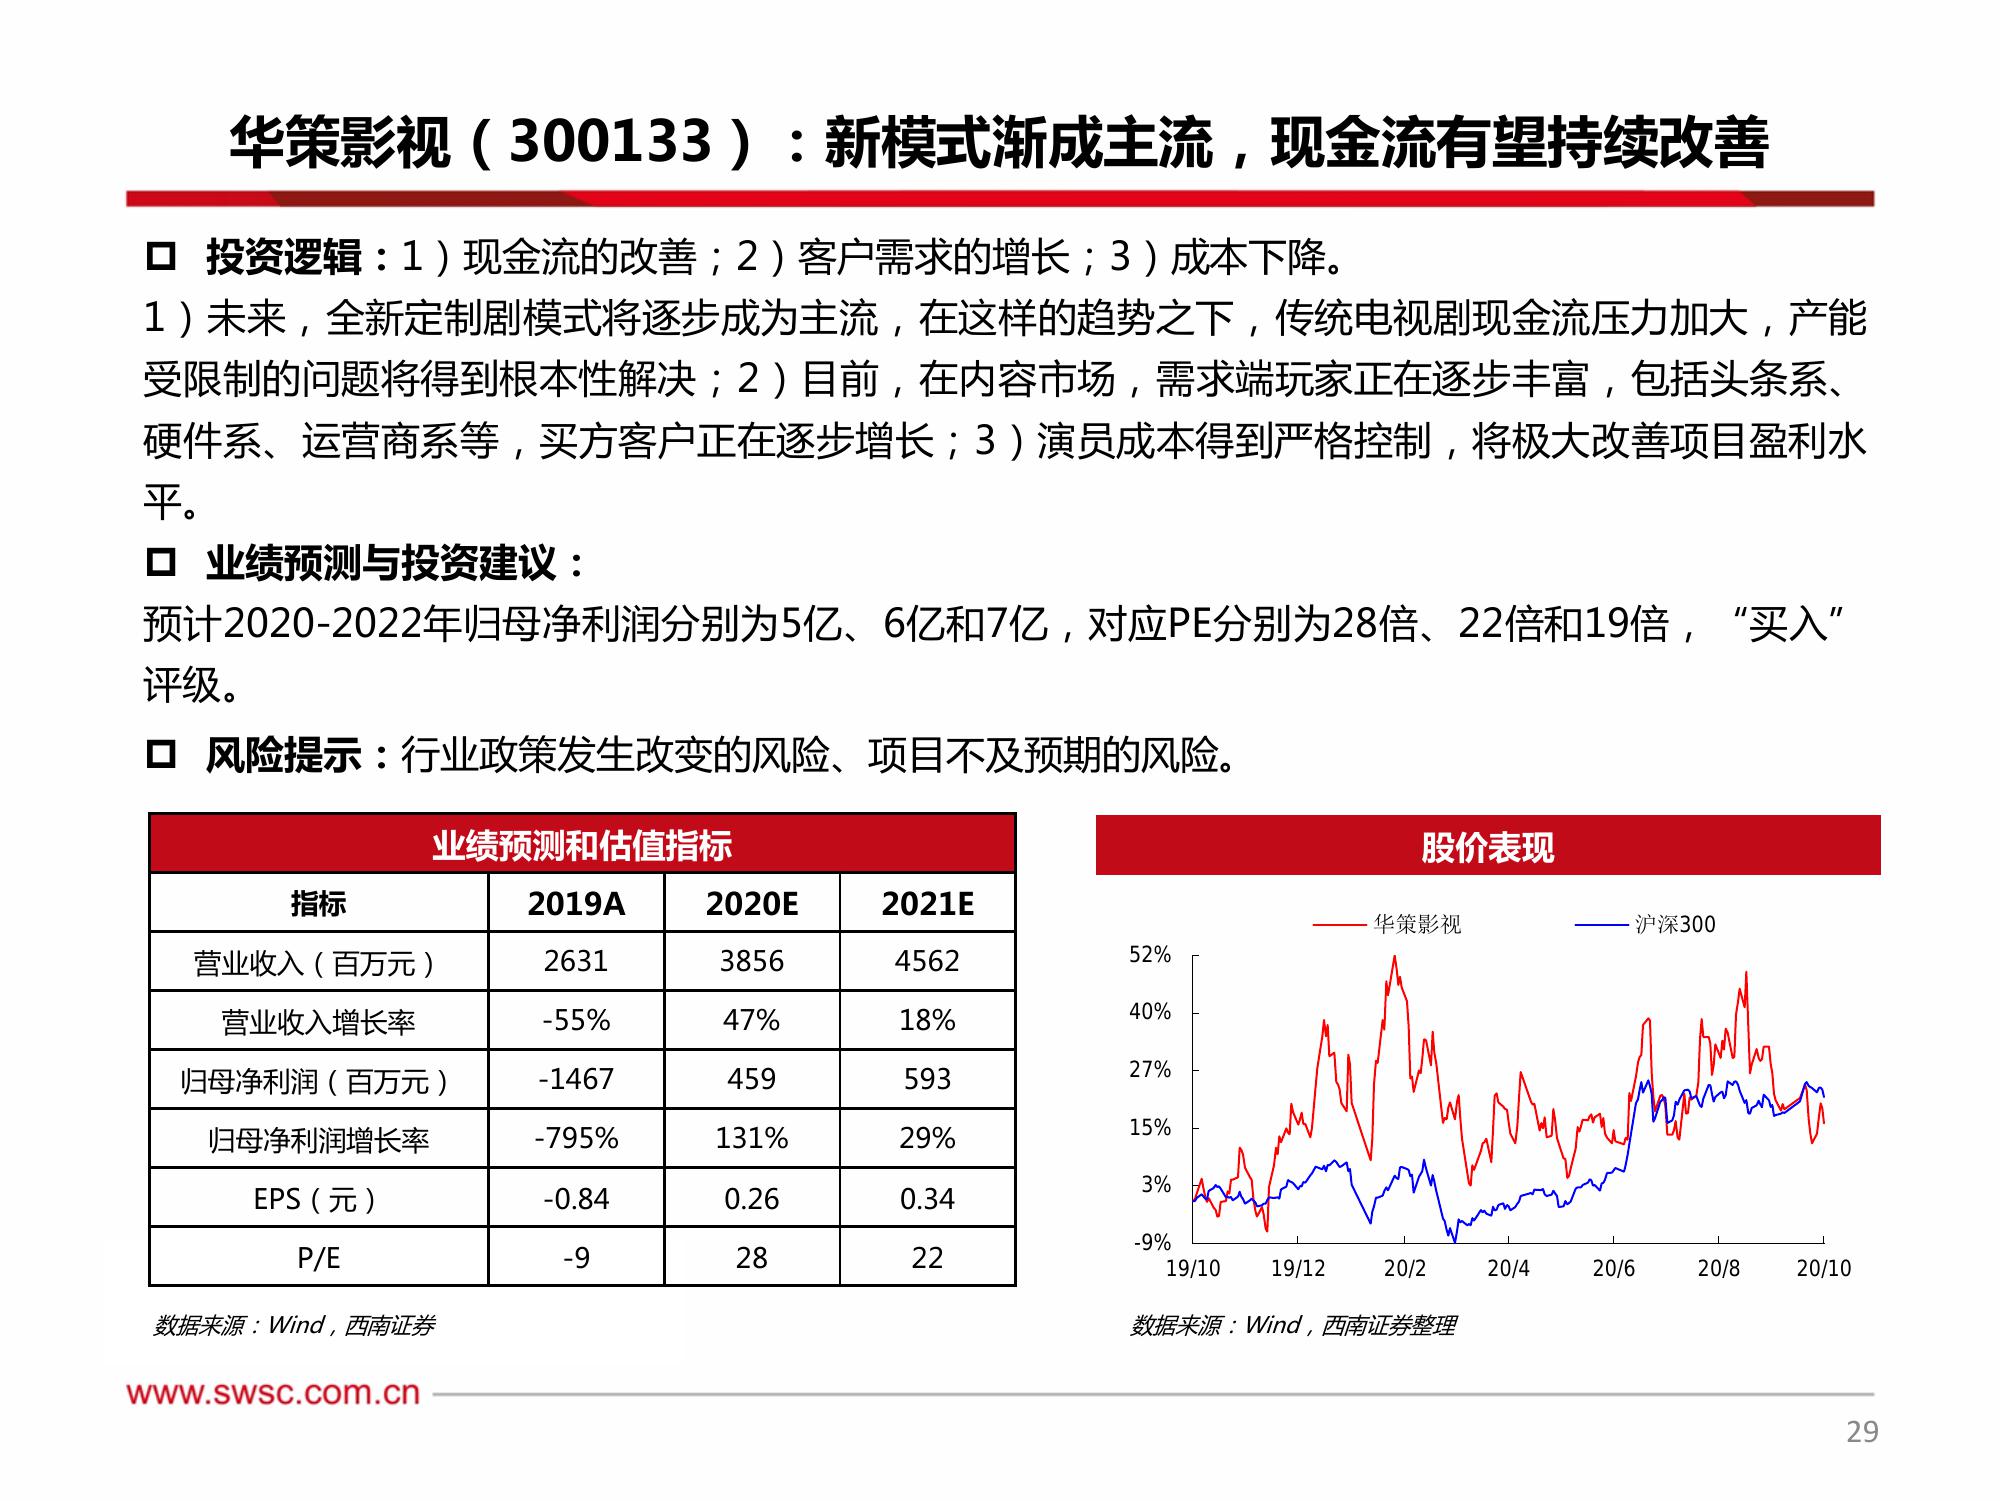 华策影视（300133）：新模式渐成主流，现金流有望持续改善
投资逻辑：1）现金流的改善；2）客户需求的增长；3）成本下降。
1）未来，全新定制剧模式将逐步成为主流，在这样的趋势之下，传统电视剧现金流压力加大，产能
受限制的问题将得到根本性解决；2）目前，在内容市场，需求端玩家正在逐步丰富，包括头条系、
硬件系、运营商系等，买方客户正在逐步增长；3）演员成本得到严格控制，将极大改善项目盈利水
平。
业绩预测与投资建议：
预计2020-2022年归母净利润分别为5亿、6亿和7亿，对应PE分别为28倍、22倍和19倍，“买入”
评级。
风险提示：行业政策发生改变的风险、项目不及预期的风险。
业绩预测和估值指标
指标 2019A 2020E 2021E
营业收入（百万元） 2631 3856 4562
营业收入增长率 -55% 47% 18%
归母净利润（百万元） -1467 459 593
归母净利润增长率 -795% 131% 29%
EPS（元） -0.84 0.26 0.34
P/E -9 28 22
数据来源：Wind，西南证券
股价表现
华策影视 沪深300
52%
40%
27%
15%
3%
-9%
19/10 19/12 20/2 20/4 20/6 20/8 20/10
数据来源：Wind，西南证券整理
www.swsc.com.cn
29